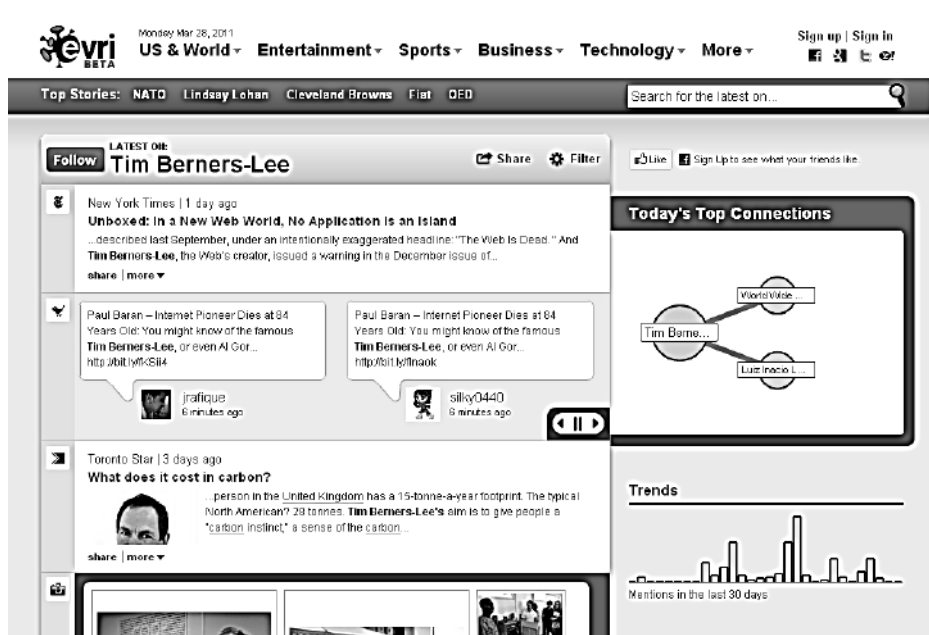 evri
BETA
Monday Mar 28, 2011
US & World Entertainment Sports Business Technology More
Sign up | Sign in
Top Stories: NATO Lindsay Lohan Cleveland Browns Fiat OED
Search for the latest on...
Follow
LATEST ON:
Tim Berners-Lee
Share Filter
Like
Sign Up to see what your friends like.
New York Times | 1 day ago
Unboxed: In a New Web World, No Application Is an Island
...described last September, under an intentionally exaggerated headline: "The Web Is Dead." And
Tim Berners-Lee, the Web's creator, issued a warning in the December issue of...
share | more
Today's Top Connections
World Wide ...
Tim Berne...
Luiz Inacio L...
Paul Baran – Internet Pioneer Dies at 84
Years Old: You might know of the famous
Tim Berners-Lee, or even Al Gor...
jrafique
6 minutes ago
Paul Baran – Internet Pioneer Dies at 84
Years Old: You might know of the famous
Tim Berners-Lee, or even Al Gor...
silky0440
6 minutes ago
Toronto Star | 3 days ago
What does it cost in carbon?
...person in the United Kingdom has a 15-tonne-a-year footprint. The typical
North American? 28 tonnes. Tim Berners-Lee's aim is to give people a
"carbon instinct," a sense of the carbon...
share | more
Trends
Mentions in the last 30 days